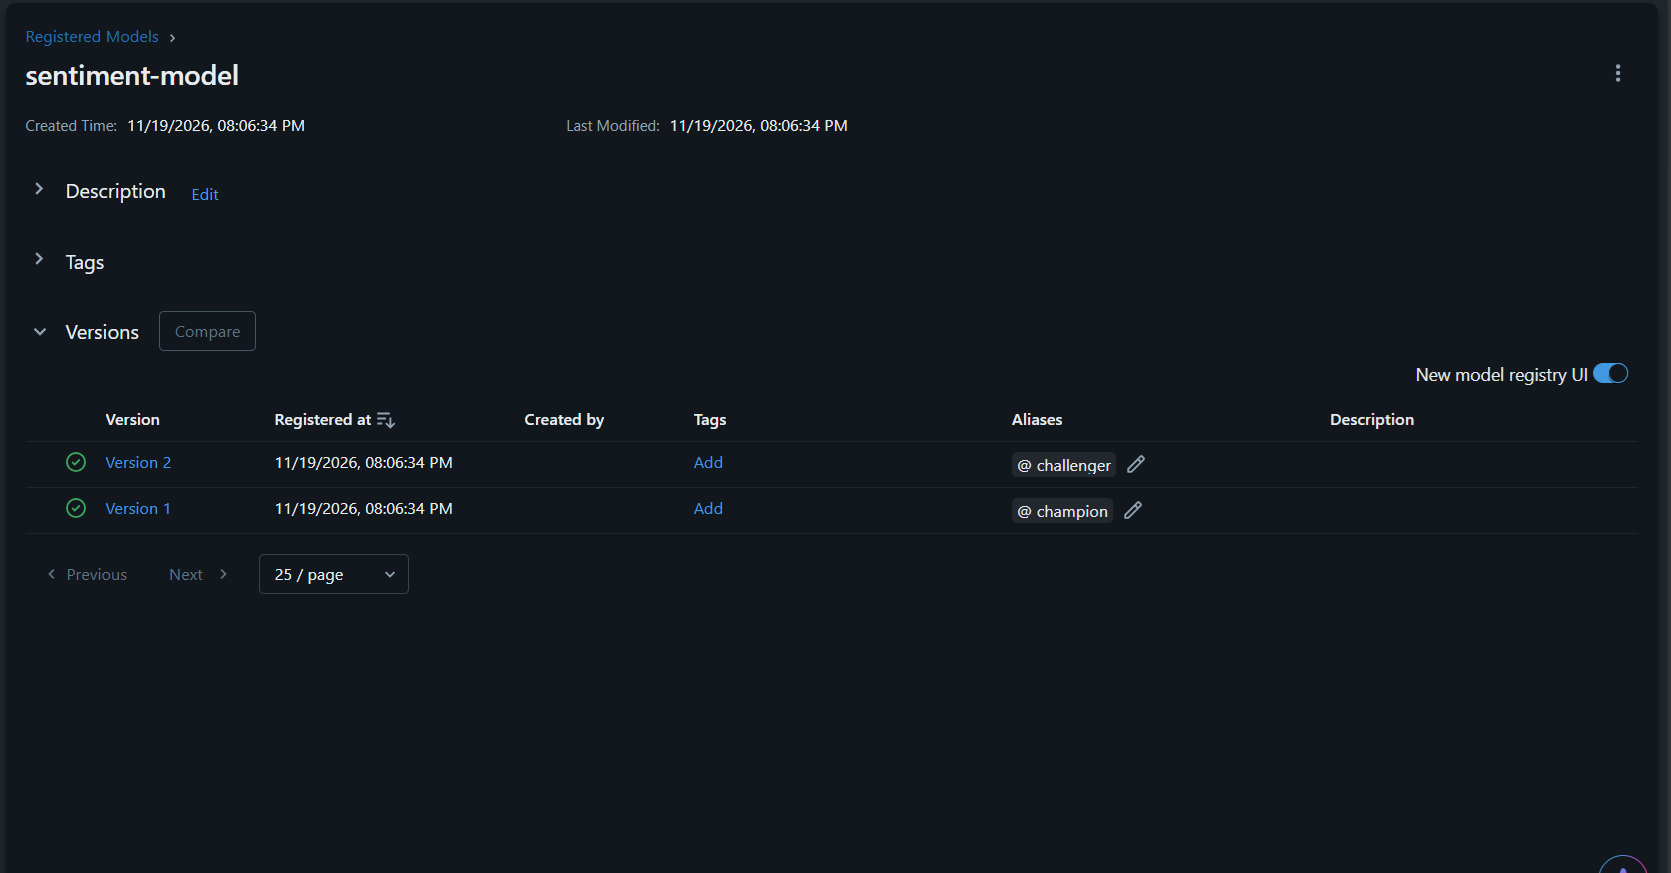 Registered Models
sentiment-model
Created Time: 11/19/2026, 08:06:34 PM Last Modified: 11/19/2026, 08:06:34 PM
Description Edit
Tags
Versions Compare
New model registry UI
Version Registered at Created by Tags Aliases Description
Version 2 11/19/2026, 08:06:34 PM Add @ challenger
Version 1 11/19/2026, 08:06:34 PM Add @ champion
Previous Next 25 / page